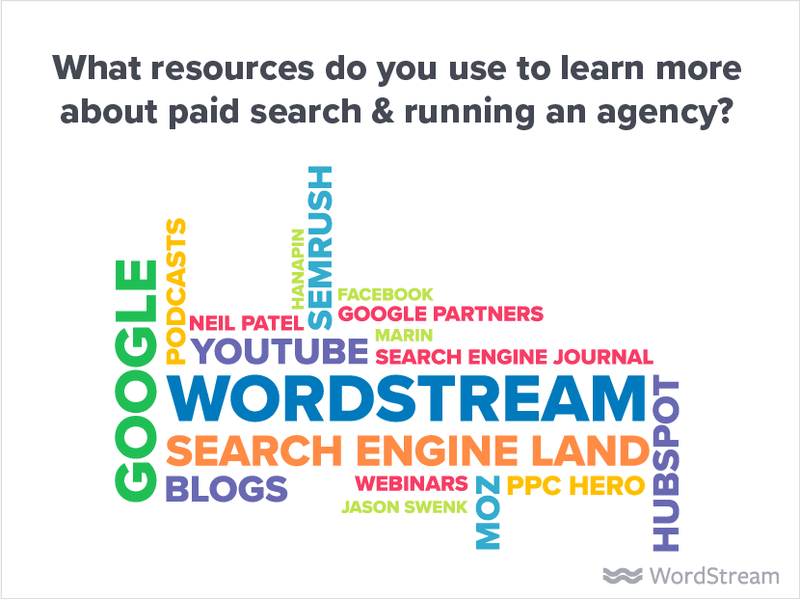 What resources do you use to learn more
about paid search & running an agency?
GOOGLE
PODCASTS
HANAPIN
SEMRUSH
FACEBOOK
GOOGLE PARTNERS
NEIL PATEL
MARIN
YOUTUBE
SEARCH ENGINE JOURNAL
WORDSTREAM
SEARCH ENGINE LAND
HUBSPOT
BLOGS
WEBINARS
MOZ
PPC HERO
JASON SWENK
WordStream